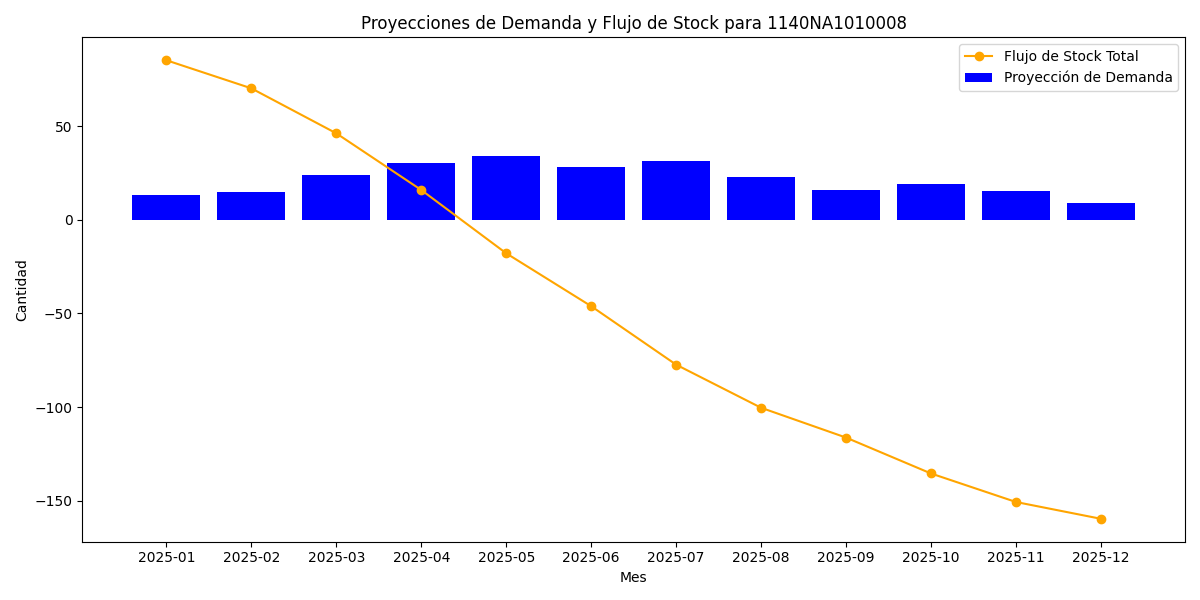 Proyecciones de Demanda y Flujo de Stock para 1140NA1010008
Flujo de Stock Total
Proyección de Demanda
Cantidad
50
0
−50
−100
−150
2025-01 2025-02 2025-03 2025-04 2025-05 2025-06 2025-07 2025-08 2025-09 2025-10 2025-11 2025-12
Mes